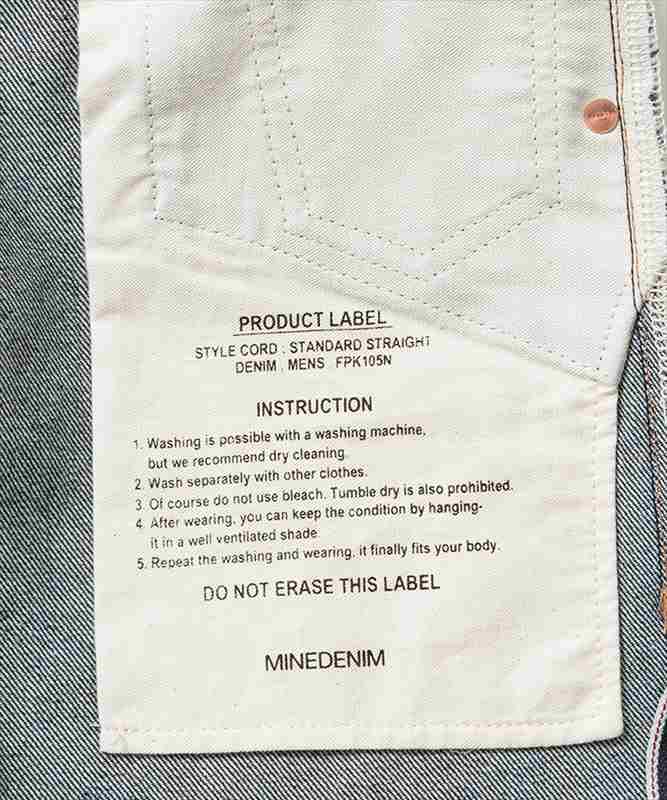 PRODUCT LABEL
STYLE CORD : STANDARD STRAIGHT
DENIM . MENS FPK105N
INSTRUCTION
1. Washing is possible with a washing machine,
but we recommend dry cleaning.
2. Wash separately with other clothes.
3. Of course do not use bleach. Tumble dry is also prohibited.
4. After wearing, you can keep the condition by hanging-
it in a well ventilated shade.
5. Repeat the washing and wearing, it finally fits your body.
DO NOT ERASE THIS LABEL
MINEDENIM